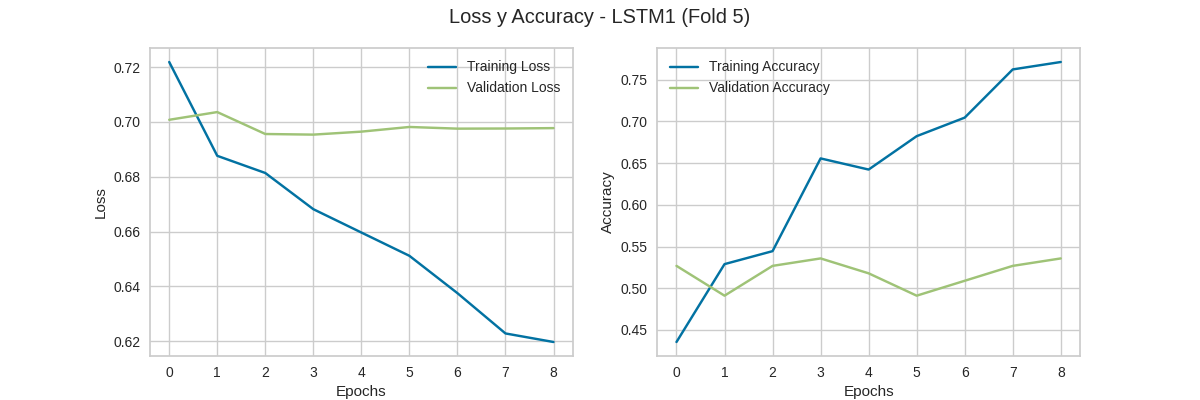 Loss y Accuracy - LSTM1 (Fold 5)
0.72
0.70
0.68
0.66
0.64
0.62
Loss
0 1 2 3 4 5 6 7 8
Epochs
Training Loss
Validation Loss
0.75
0.70
0.65
0.60
0.55
0.50
0.45
Accuracy
0 1 2 3 4 5 6 7 8
Epochs
Training Accuracy
Validation Accuracy